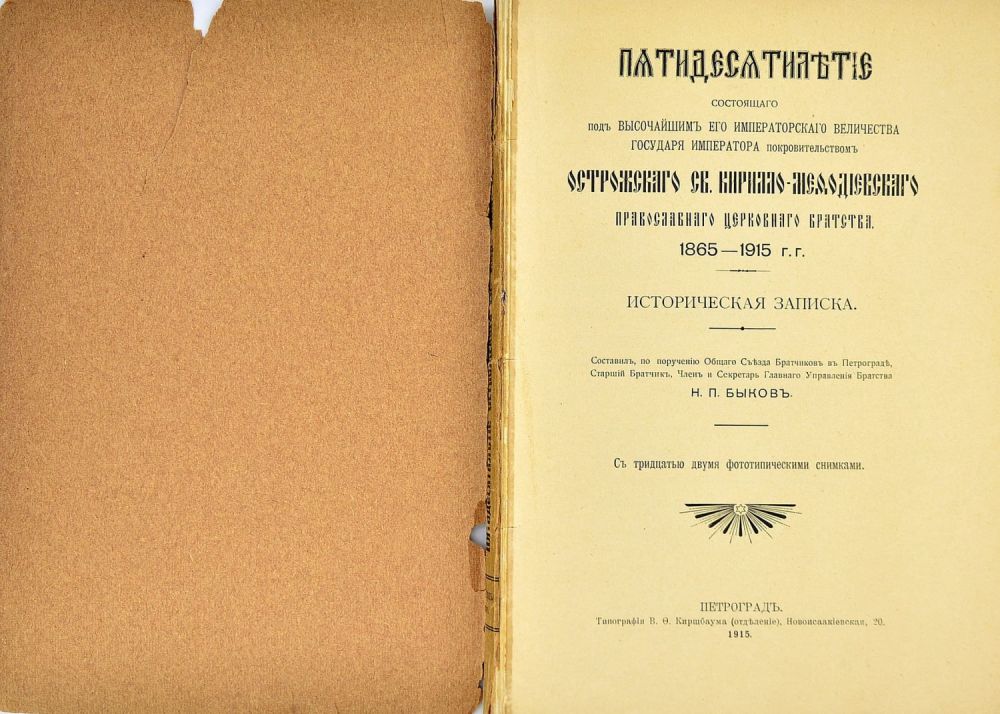 ПѦТИДЕСѦТИЛѢТІЕ
СОСТОЯЩАГО
подъ ВЫСОЧАЙШИМЪ ЕГО ИМПЕРАТОРСКАГО ВЕЛИЧЕСТВА
ГОСУДАРЯ ИМПЕРАТОРА покровительствомъ
ОСТРОЖСКАГО СВ. КИРИЛЛО-МЕѲОДІЕВСКАГО
ПРАВОСЛАВНАГО ЦЕРКОВНАГО БРАТСТВА.
1865—1915 г.г.
ИСТОРИЧЕСКАЯ ЗАПИСКА.
Составилъ, по порученію Общаго Съѣзда Братчиковъ въ Петроградѣ,
Старшій Братчикъ, Членъ и Секретарь Главнаго Управленія Братства
Н. П. БЫКОВЪ.
Съ тридцатью двумя фототипическими снимками.
ПЕТРОГРАДЪ.
Типографія В. Ѳ. Киршбаума (отдѣленіе), Новоисаакіевская, 20.
1915.